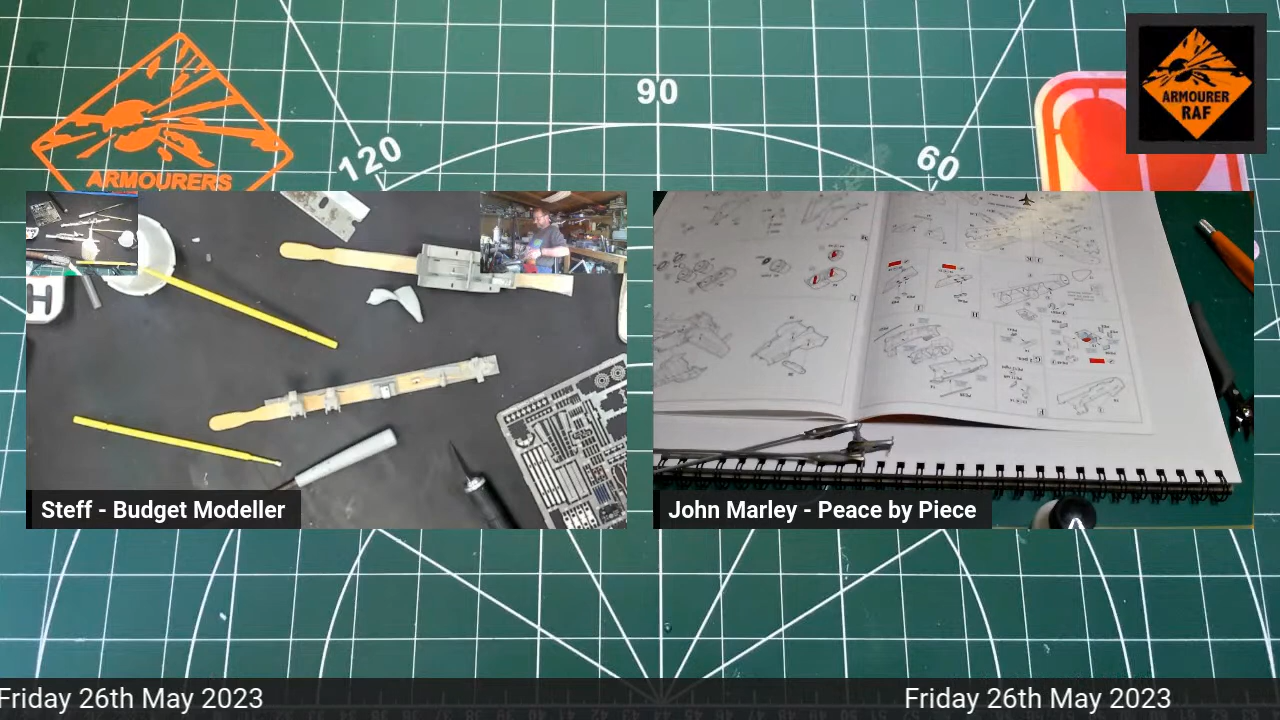 90
120
60
ARMOURERS
ARMOURER
RAF
H
Steff - Budget Modeller
John Marley - Peace by Piece
Friday 26th May 2023
Friday 26th May 2023